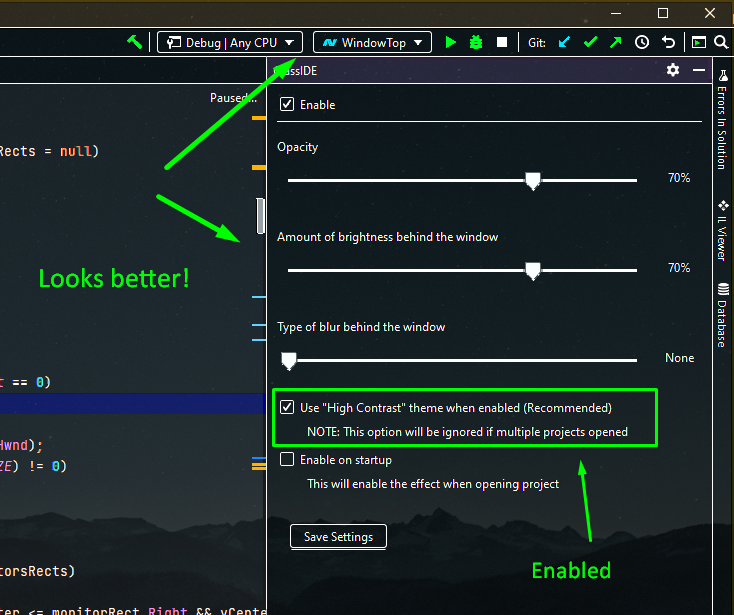 Debug | Any CPU
WindowTop
Git:
GlassIDE
Paused...
Enable
Rects = null)
Opacity
70%
Amount of brightness behind the window
70%
Looks better!
Type of blur behind the window
None
== 0)
Use "High Contrast" theme when enabled (Recommended)
NOTE: This option will be ignored if multiple projects opened
Hwnd);
ZE) != 0)
Enable on startup
This will enable the effect when opening project
Save Settings
Enabled
torsRects)
ter <= monitorRect.Right && vCente
Errors In Solution
IL Viewer
Database